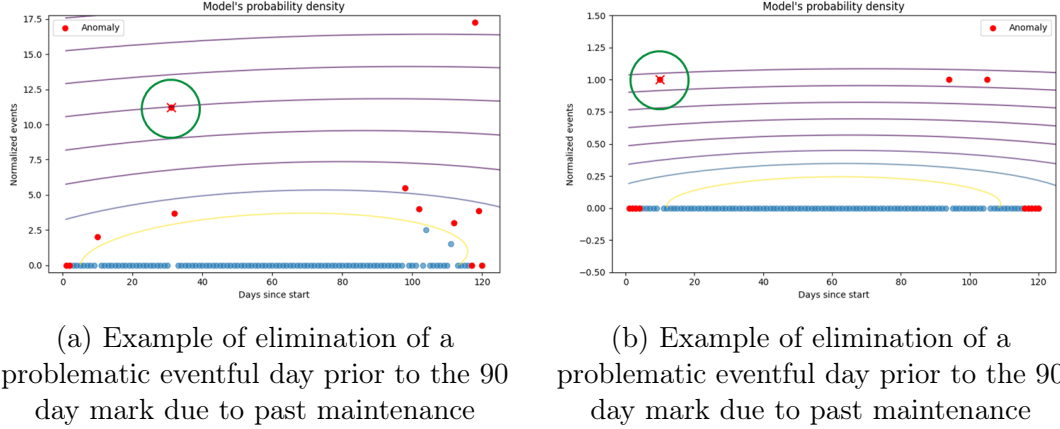 Model's probability density
17.5
15.0
12.5
10.0
7.5
5.0
2.5
0.0
Normalized events
Anomaly
0 20 40 60 80 100 120
Days since start
(a) Example of elimination of a
problematic eventful day prior to the 90
day mark due to past maintenance
Model's probability density
1.50
1.25
1.00
0.75
0.50
0.25
0.00
−0.25
−0.50
Normalized events
Anomaly
0 20 40 60 80 100 120
Days since start
(b) Example of elimination of a
problematic eventful day prior to the 90
day mark due to past maintenance